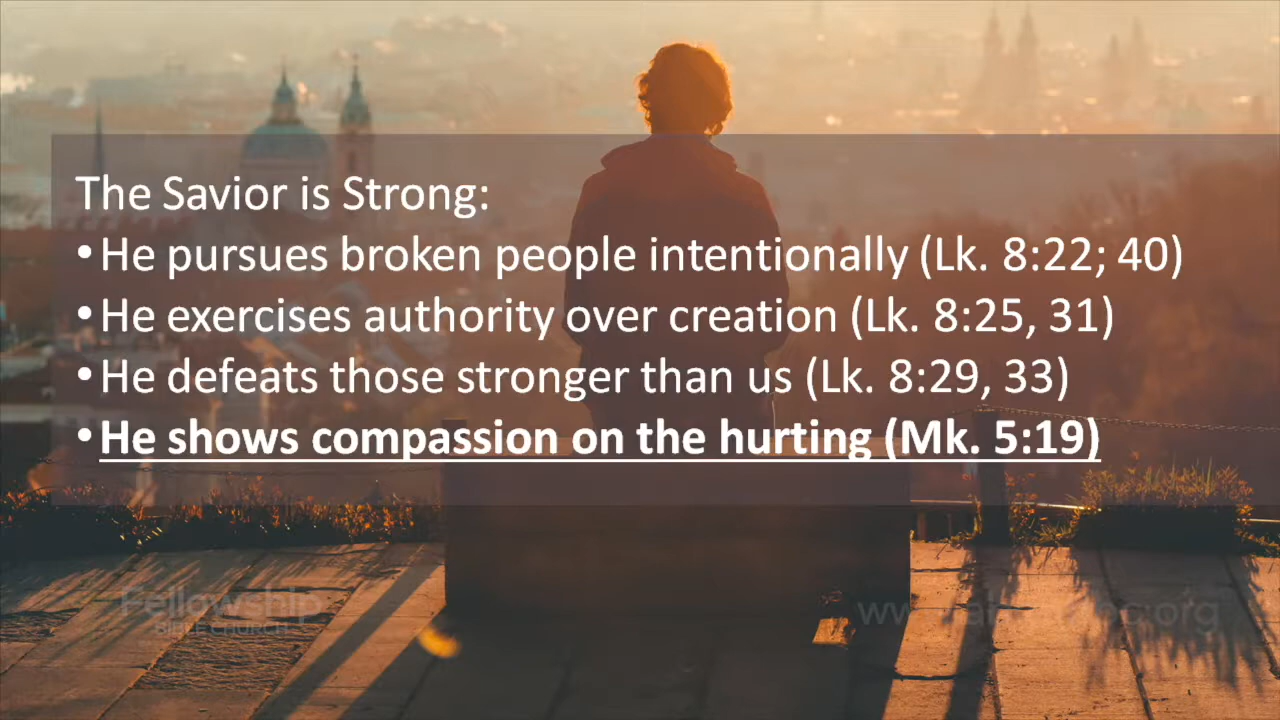 The Savior is Strong:
•He pursues broken people intentionally (Lk. 8:22; 40)
•He exercises authority over creation (Lk. 8:25, 31)
•He defeats those stronger than us (Lk. 8:29, 33)
•He shows compassion on the hurting (Mk. 5:19)
Fellowship
BIBLE CHURCH